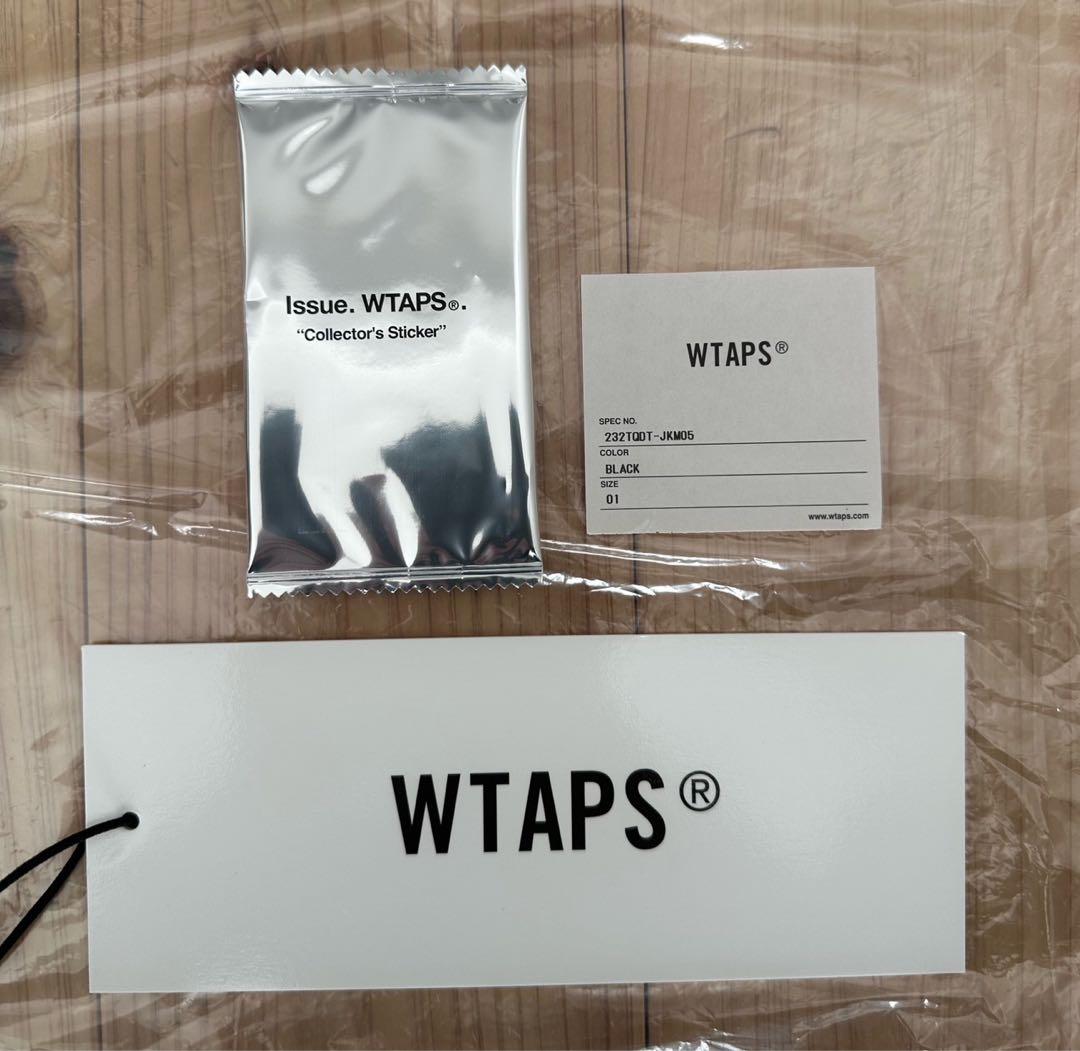 Issue. WTAPS®.
“Collector's Sticker”
WTAPS®
SPEC NO.
232TQDT-JKM05
COLOR
BLACK
SIZE
01
www.wtaps.com
WTAPS®